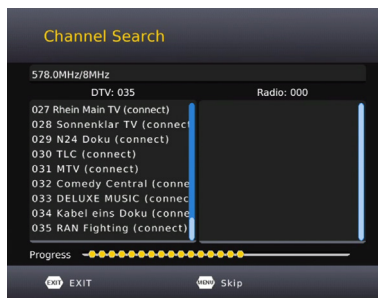 Channel Search
578.0MHz/8MHz
DTV: 035
Radio: 000
027 Rhein Main TV (connect)
028 Sonnenklar TV (connect
029 N24 Doku (connect)
030 TLC (connect)
031 MTV (connect)
032 Comedy Central (conne
033 DELUXE MUSIC (connec
034 Kabel eins Doku (conne
035 RAN Fighting (connect)
Progress
EXIT EXIT
MENU Skip